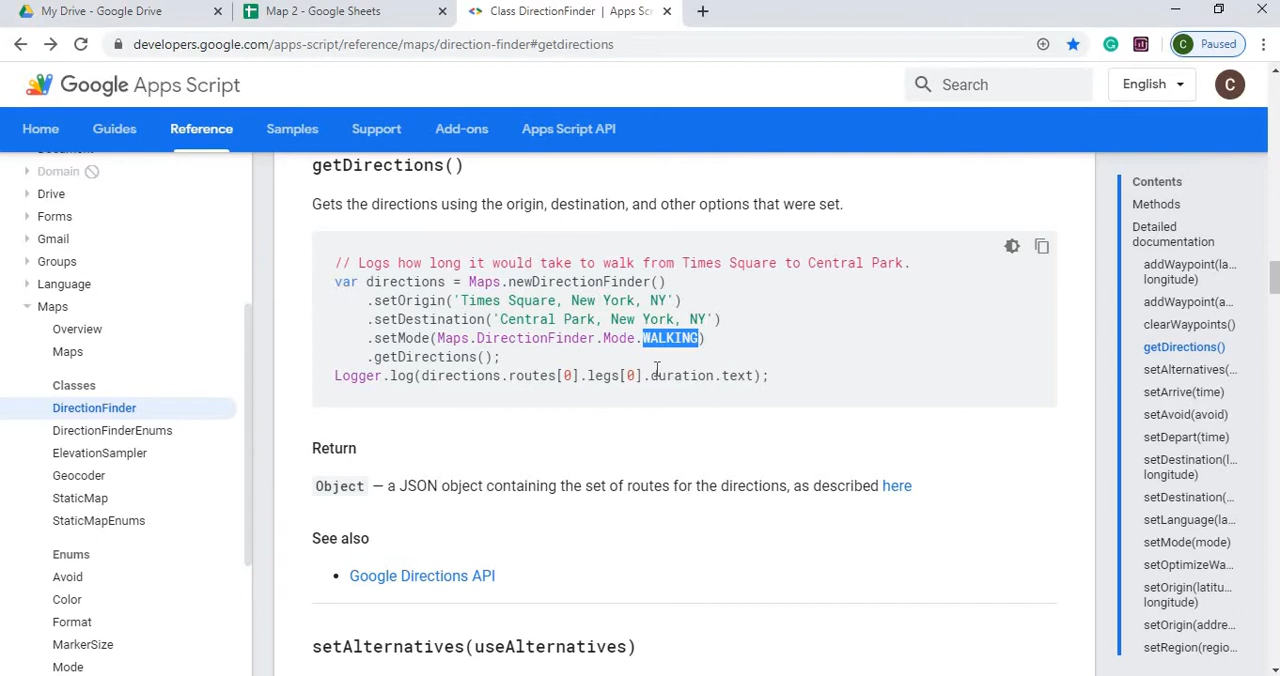 My Drive - Google Drive
Map 2 - Google Sheets
Class DirectionFinder | Apps Scr
developers.google.com/apps-script/reference/maps/direction-finder#getdirections
C Paused
Google Apps Script
Search
English
C
Home
Guides
Reference
Samples
Support
Add-ons
Apps Script API
Domain
Drive
Forms
Gmail
Groups
Language
Maps
Overview
Maps
Classes
DirectionFinder
DirectionFinderEnums
ElevationSampler
Geocoder
StaticMap
StaticMapEnums
Enums
Avoid
Color
Format
MarkerSize
Mode
getDirections()
Gets the directions using the origin, destination, and other options that were set.
// Logs how long it would take to walk from Times Square to Central Park.
var directions = Maps.newDirectionFinder()
.setOrigin('Times Square, New York, NY')
.setDestination('Central Park, New York, NY')
.setMode(Maps.DirectionFinder.Mode.WALKING)
.getDirections();
Logger.log(directions.routes[0].legs[0].duration.text);
Return
Object — a JSON object containing the set of routes for the directions, as described here
See also
• Google Directions API
setAlternatives(useAlternatives)
Contents
Methods
Detailed
documentation
addWaypoint(la...
longitude)
addWaypoint(a...
clearWaypoints()
getDirections()
setAlternatives(...
setArrive(time)
setAvoid(avoid)
setDepart(time)
setDestination(l...
longitude)
setDestination(...
setLanguage(la...
setMode(mode)
setOptimizeWa...
setOrigin(latitu...
longitude)
setOrigin(addre...
setRegion(regio...